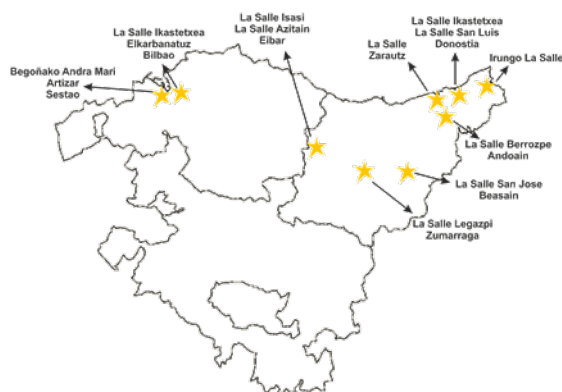 La Salle Ikastetxea
Elkarbanatuz
Bilbao
Begoñako Andra Mari
Artizar
Sestao
La Salle Isasi
La Salle Azitain
Eibar
La Salle
Zarautz
La Salle Ikastetxea
La Salle San Luis
Donostia
Irungo La Salle
La Salle Berrozpe
Andoain
La Salle San Jose
Beasain
La Salle Legazpi
Zumarraga